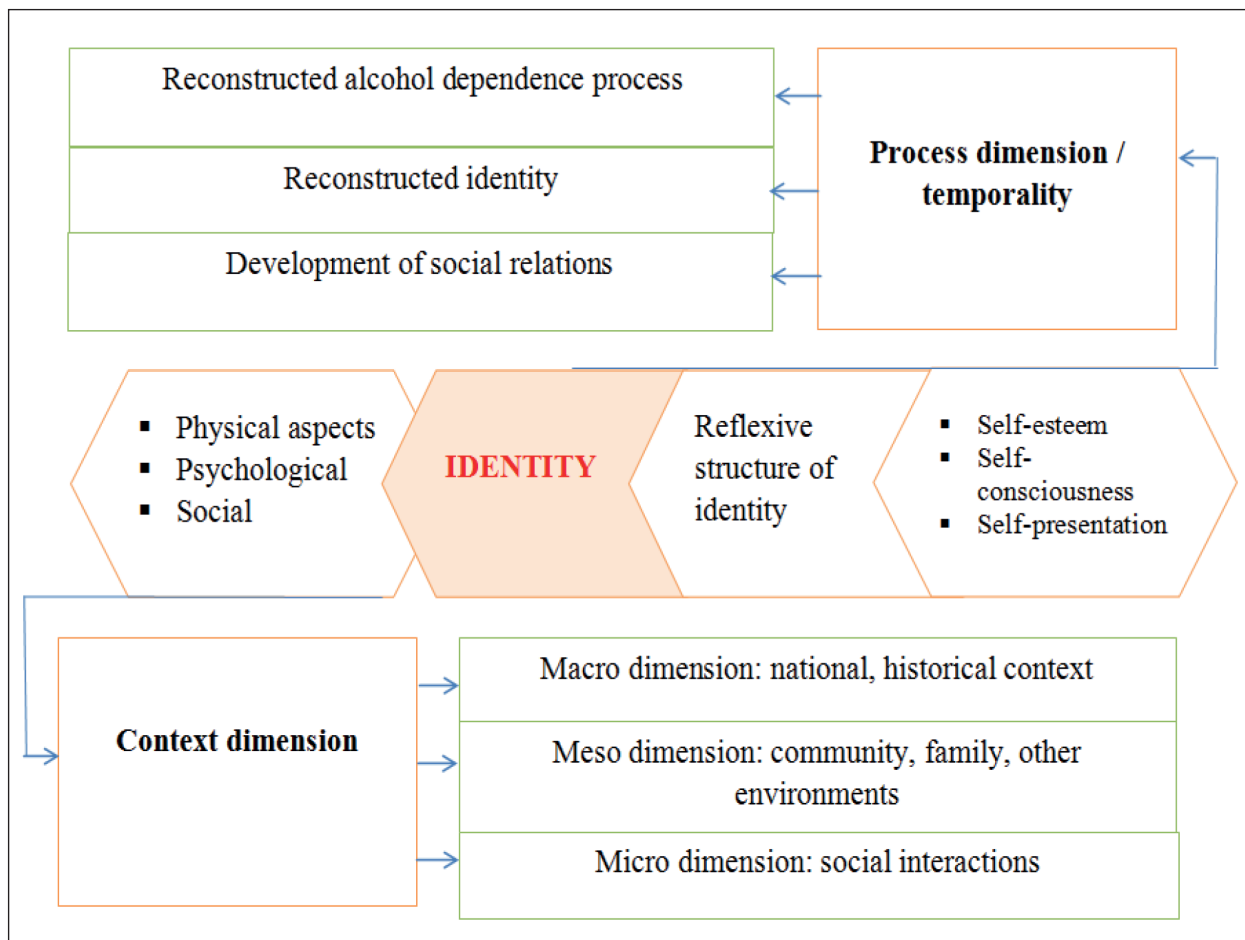 Reconstructed alcohol dependence process
Reconstructed identity
Development of social relations
Process dimension /
temporality
▪ Physical aspects
▪ Psychological
▪ Social
IDENTITY
Reflexive
structure of
identity
▪ Self-esteem
▪ Self-
consciousness
▪ Self-presentation
Context dimension
Macro dimension: national, historical context
Meso dimension: community, family, other
environments
Micro dimension: social interactions